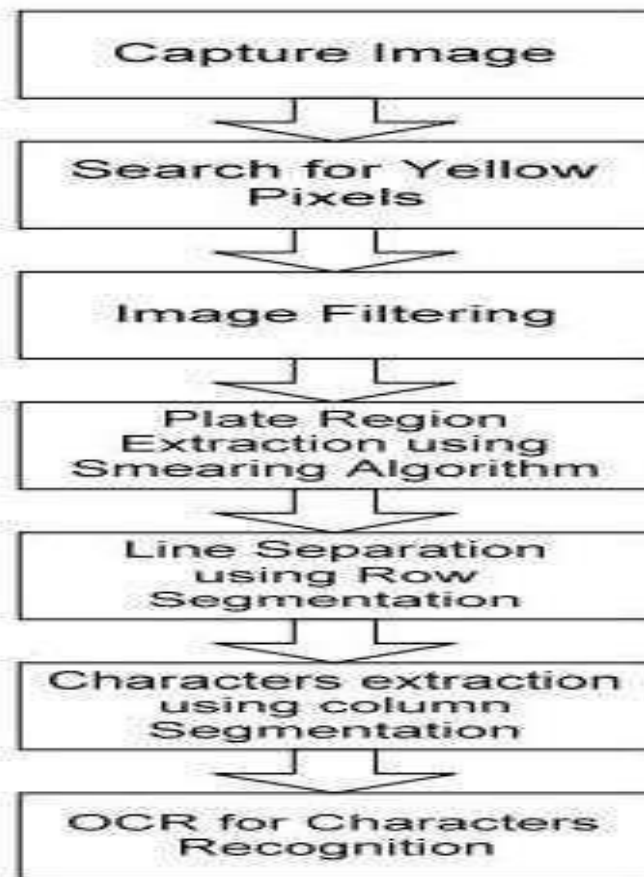 Capture Image
Search for Yellow
Pixels
Image Filtering
Plate Region
Extraction using
Smearing Algorithm
Line Separation
using Row
Segmentation
Characters extraction
using column
Segmentation
OCR for Characters
Recognition